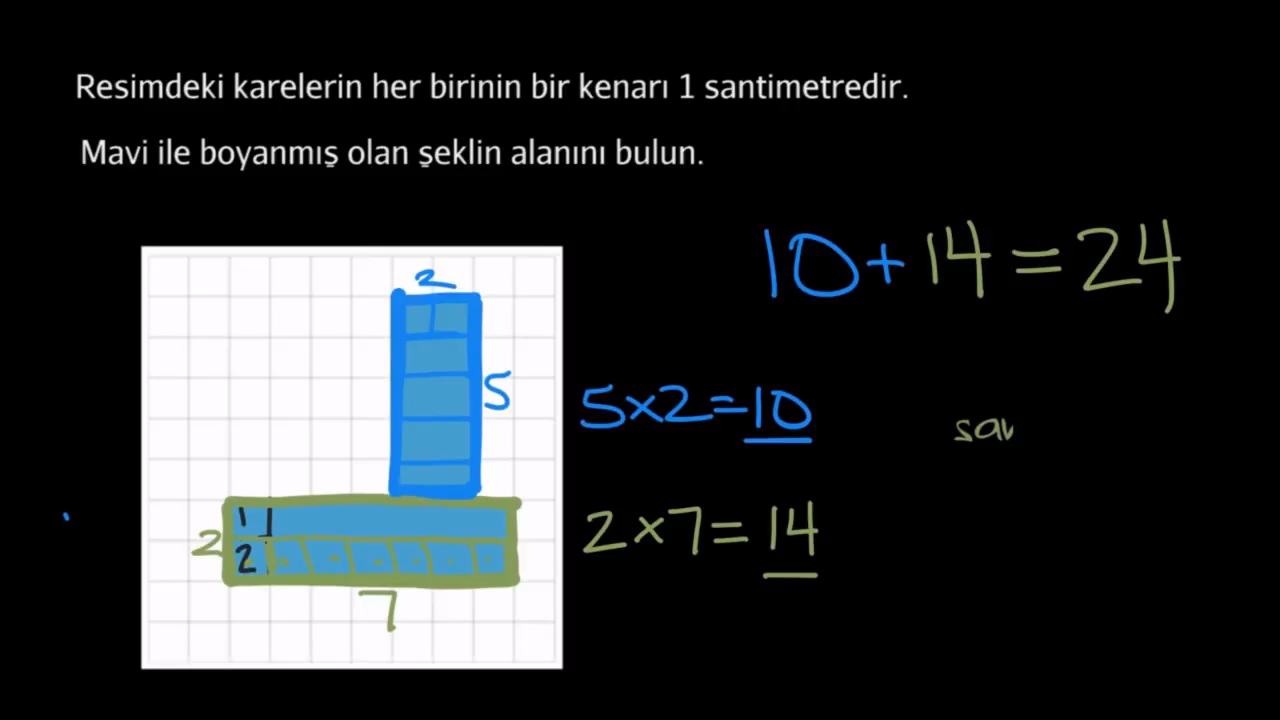 Resimdeki karelerin her birinin bir kenarı 1 santimetredir.
Mavi ile boyanmış olan şeklin alanını bulun.
10+14=24
2
5
5x2=10
1
2
2
7
2x7=14